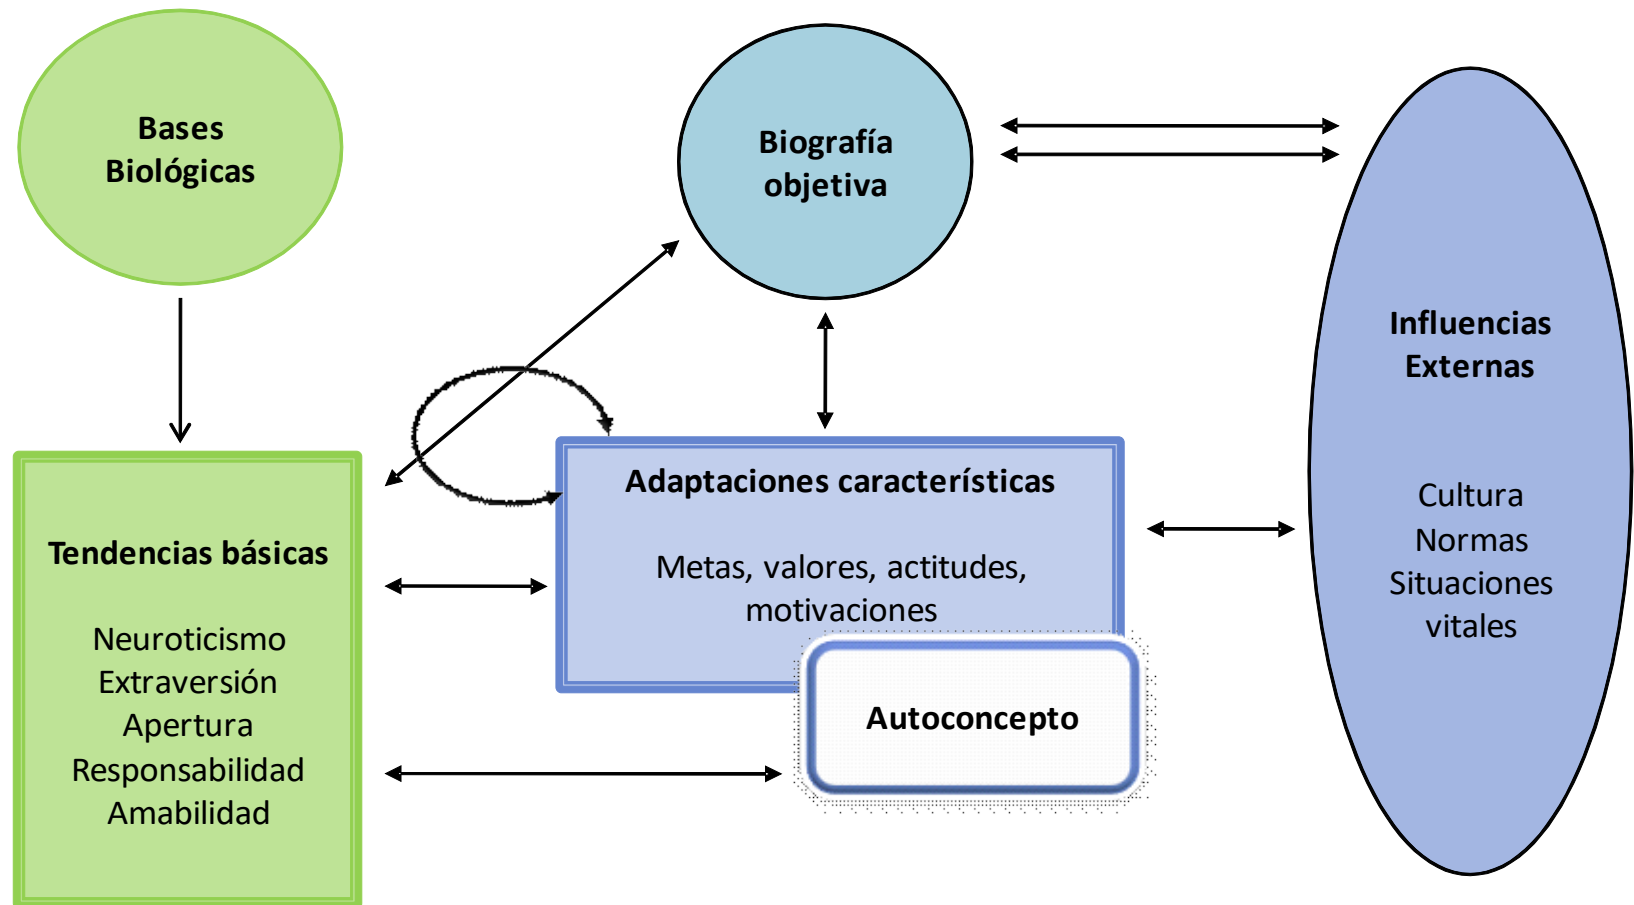 Bases
Biológicas
Biografía
objetiva
Influencias
Externas
Cultura
Normas
Situaciones
vitales
Tendencias básicas
Neuroticismo
Extraversión
Apertura
Responsabilidad
Amabilidad
Adaptaciones características
Metas, valores, actitudes,
motivaciones
Autoconcepto